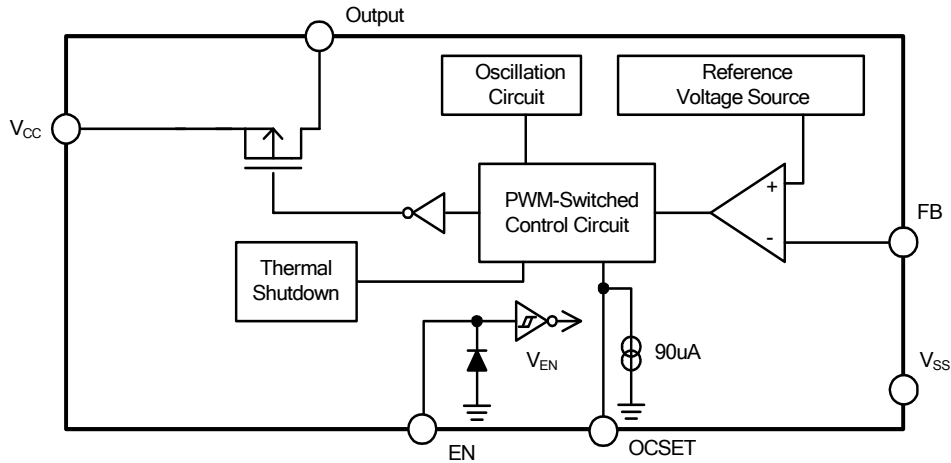 Output
Oscillation
Circuit
Reference
Voltage Source
VCC
PWM-Switched
Control Circuit
+
-
FB
Thermal
Shutdown
VEN
90uA
VSS
EN
OCSET